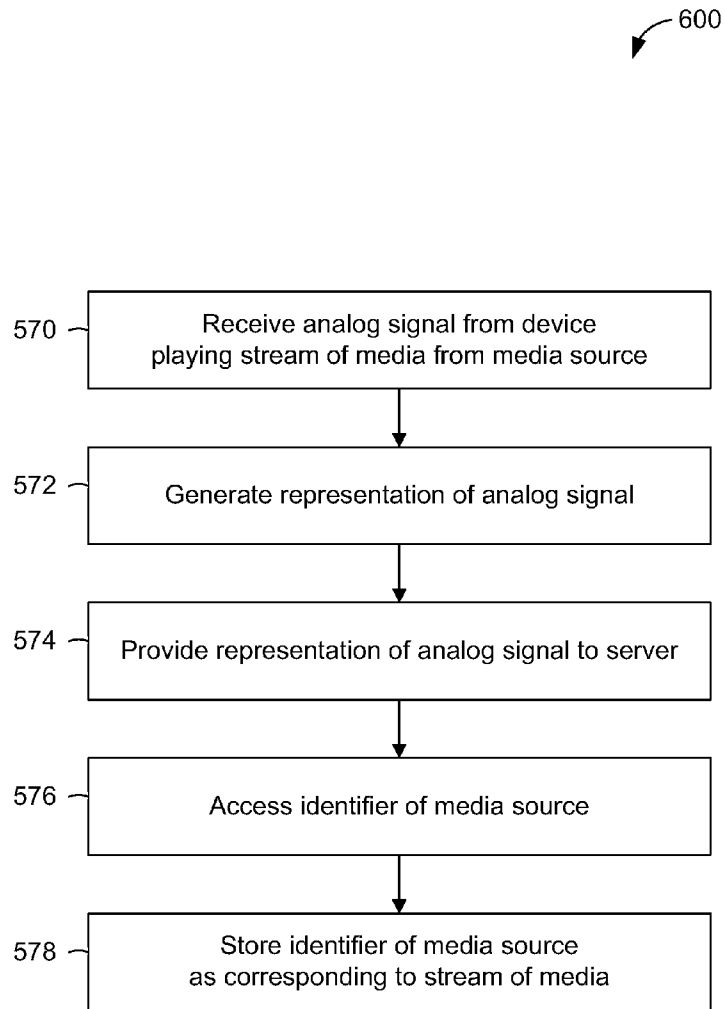 600
570
Receive analog signal from device
playing stream of media from media source
572
Generate representation of analog signal
574
Provide representation of analog signal to server
576
Access identifier of media source
578
Store identifier of media source
as corresponding to stream of media